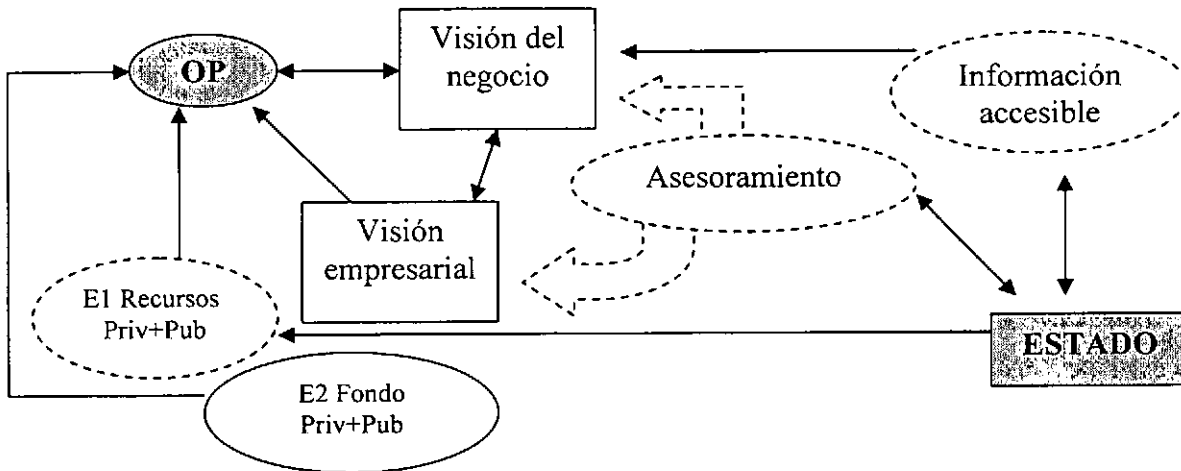 OP
Visión del
negocio
Información
accesible
Asesoramiento
Visión
empresarial
E1 Recursos
Priv+Pub
ESTADO
E2 Fondo
Priv+Pub